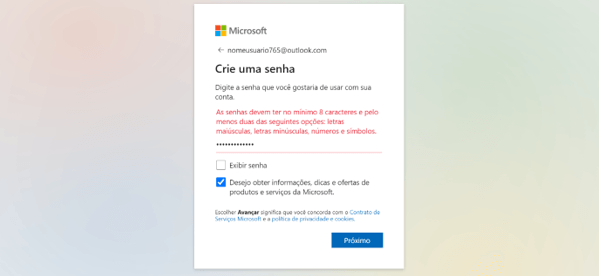 Microsoft
← nomeusuario765@outlook.com
Crie uma senha
Digite a senha que você gostaria de usar com sua
conta.
As senhas devem ter no mínimo 8 caracteres e pelo
menos duas das seguintes opções: letras
maiúsculas, letras minúsculas, números e símbolos.
•••••••••••••
Exibir senha
Desejo obter informações, dicas e ofertas de
produtos e serviços da Microsoft.
Escolher Avançar significa que você concorda com o Contrato de
Serviços Microsoft e a política de privacidade e cookies.
Próximo